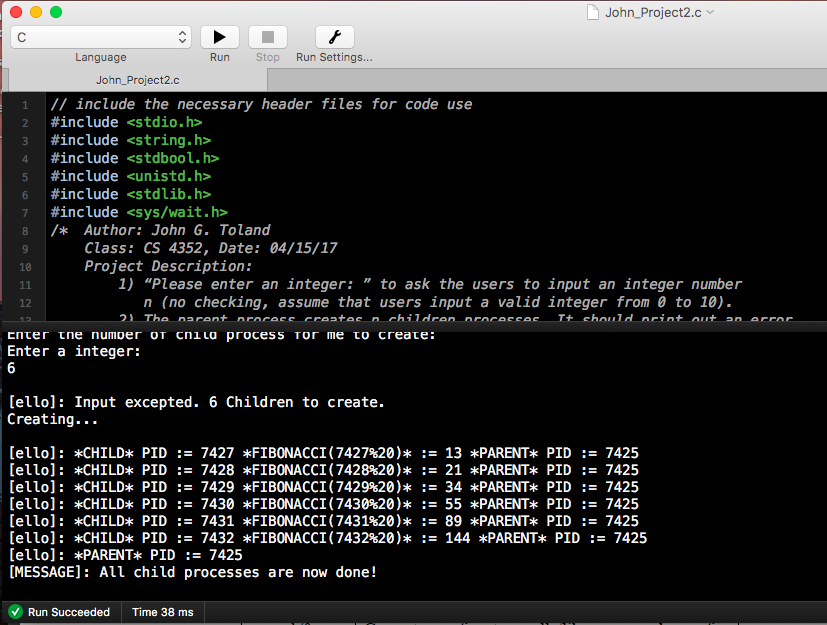 John_Project2.c
C
Language
Run
Stop
Run Settings...
John_Project2.c
1 // include the necessary header files for code use
2 #include <stdio.h>
3 #include <string.h>
4 #include <stdbool.h>
5 #include <unistd.h>
6 #include <stdlib.h>
7 #include <sys/wait.h>
8 /*  Author: John G. Toland
9 Class: CS 4352, Date: 04/15/17
10 Project Description:
11 1) “Please enter an integer: ” to ask the users to input an integer number
12 n (no checking, assume that users input a valid integer from 0 to 10).
13 2) The parent process creates n children processes. It should print out an error
Enter the number of child process for me to create:
Enter a integer:
6
[ello]: Input excepted. 6 Children to create.
Creating...
[ello]: *CHILD* PID := 7427 *FIBONACCI(7427%20)* := 13 *PARENT* PID := 7425
[ello]: *CHILD* PID := 7428 *FIBONACCI(7428%20)* := 21 *PARENT* PID := 7425
[ello]: *CHILD* PID := 7429 *FIBONACCI(7429%20)* := 34 *PARENT* PID := 7425
[ello]: *CHILD* PID := 7430 *FIBONACCI(7430%20)* := 55 *PARENT* PID := 7425
[ello]: *CHILD* PID := 7431 *FIBONACCI(7431%20)* := 89 *PARENT* PID := 7425
[ello]: *CHILD* PID := 7432 *FIBONACCI(7432%20)* := 144 *PARENT* PID := 7425
[ello]: *PARENT* PID := 7425
[MESSAGE]: All child processes are now done!
Run Succeeded
Time 38 ms